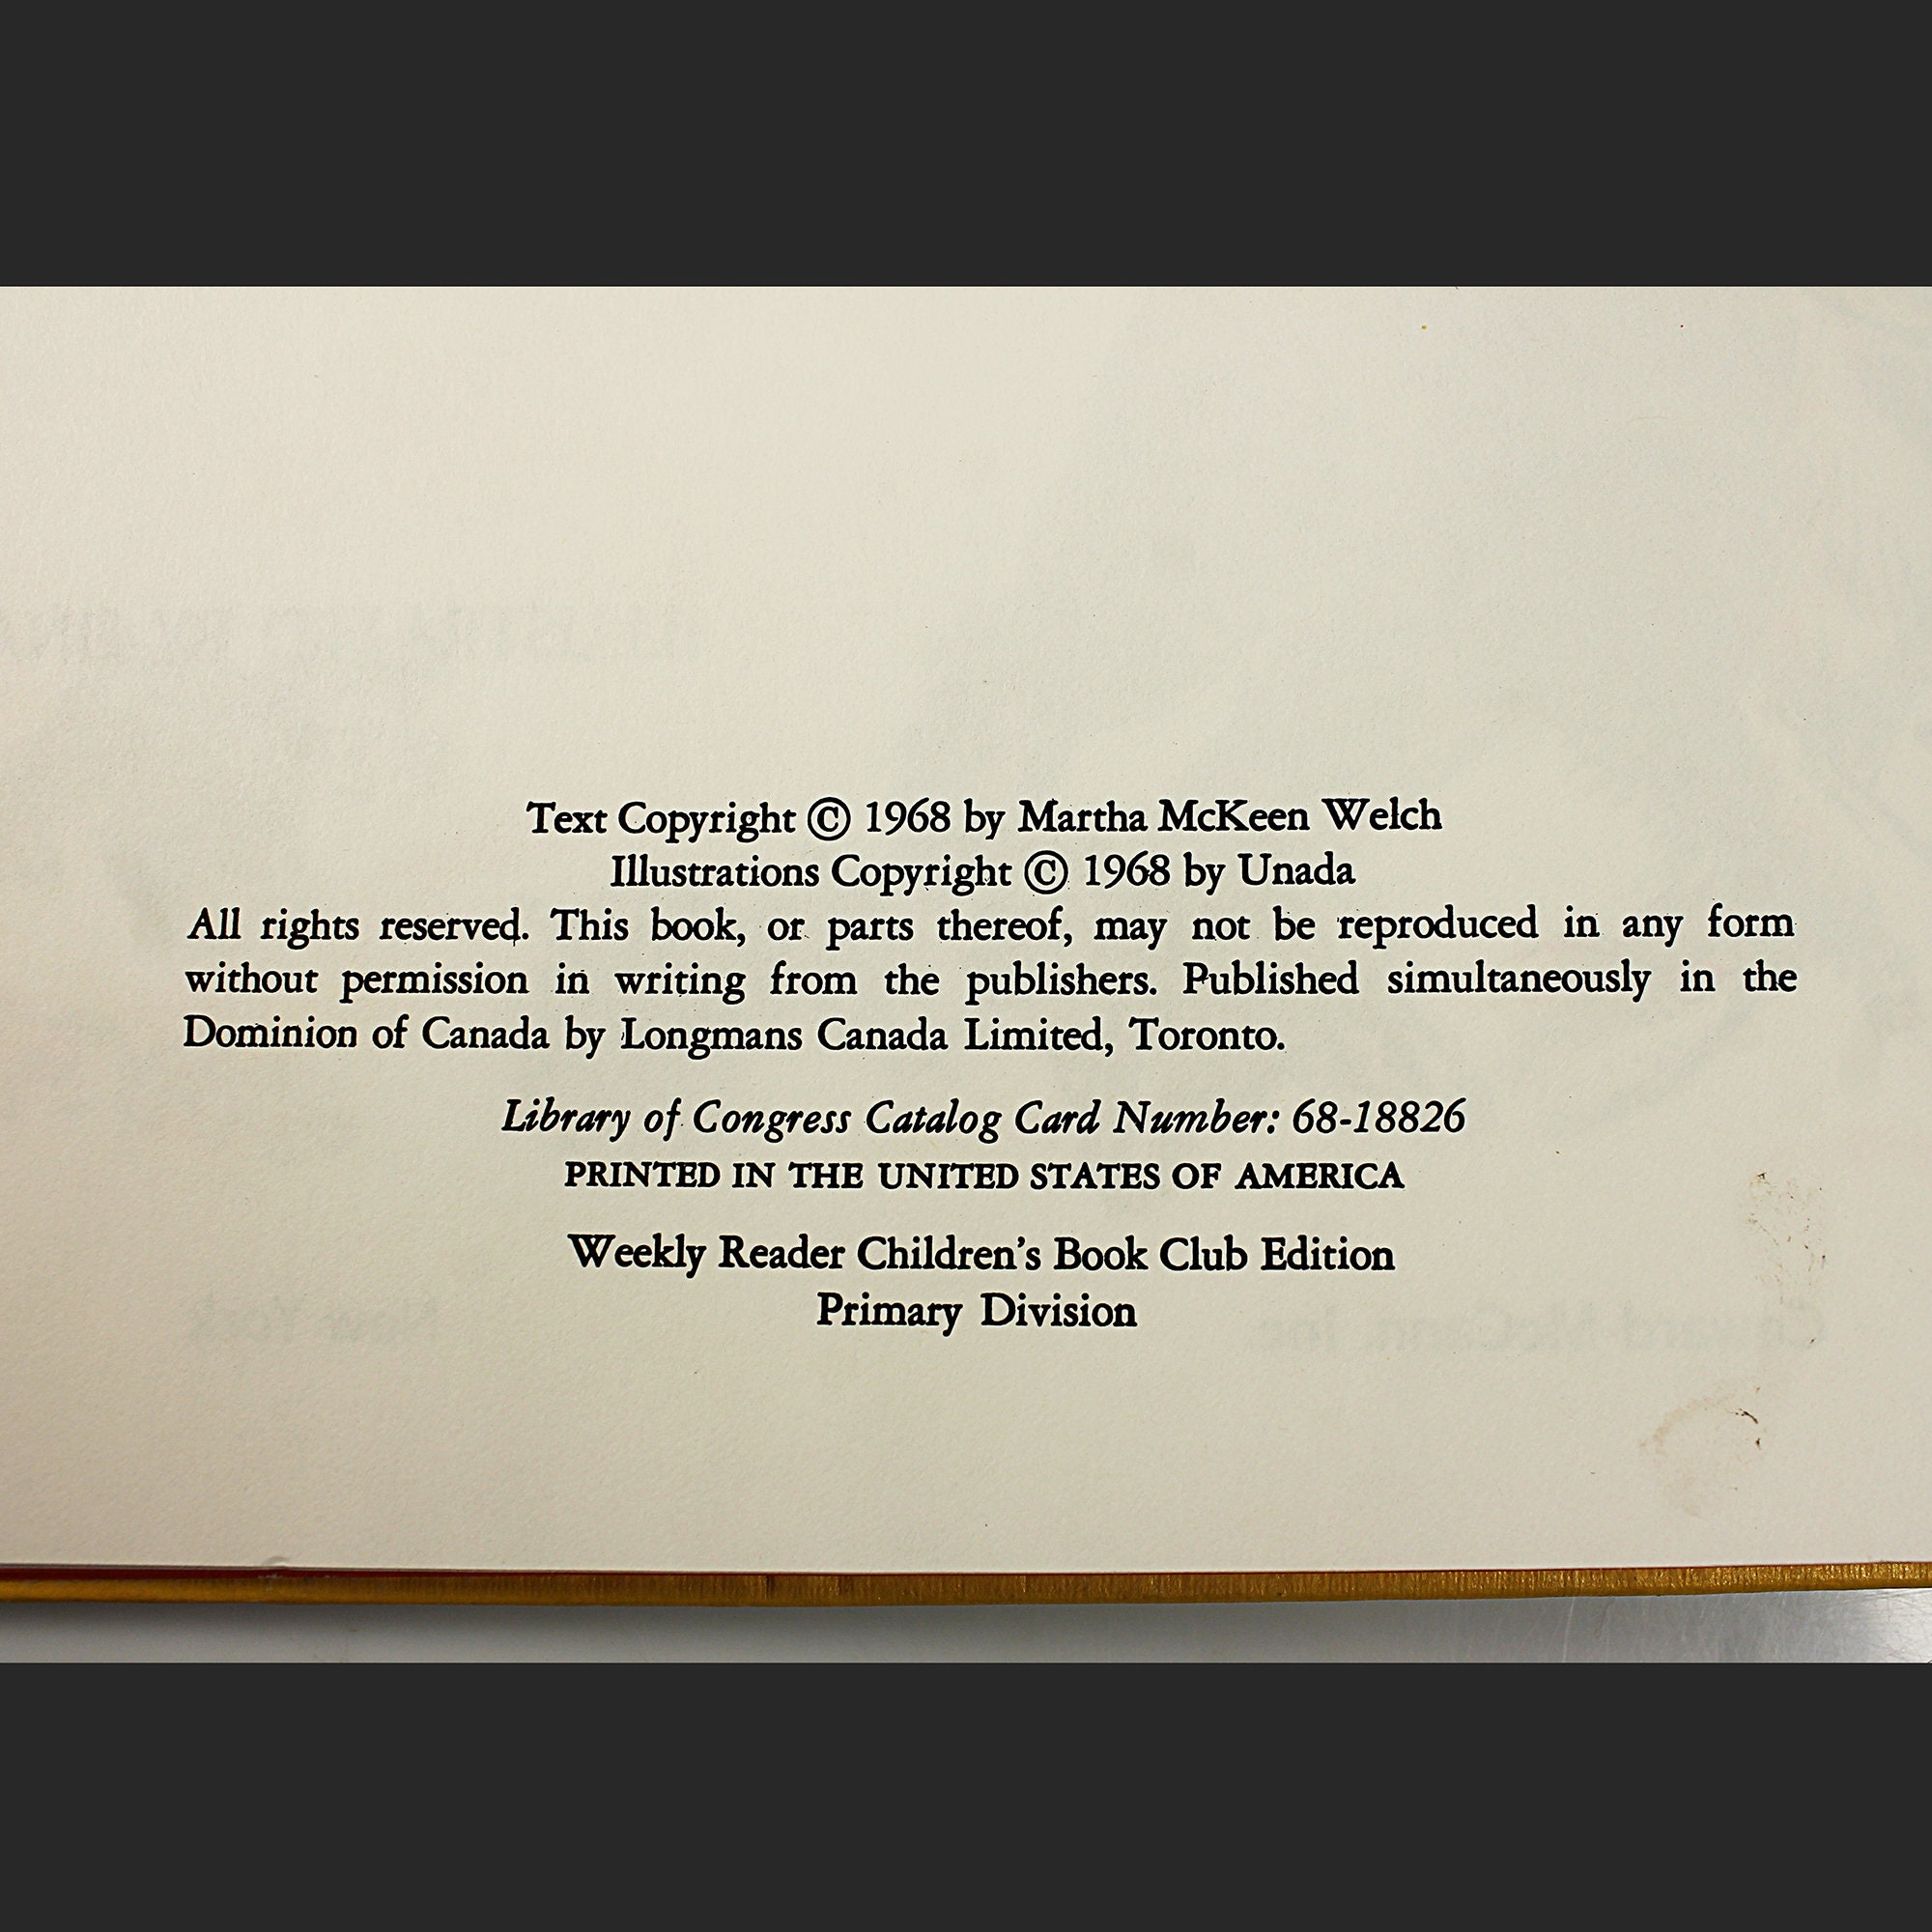 Text Copyright © 1968 by Martha McKeen Welch
Illustrations Copyright © 1968 by Unada
All rights reserved. This book, or parts thereof, may not be reproduced in any form
without permission in writing from the publishers. Published simultaneously in the
Dominion of Canada by Longmans Canada Limited, Toronto.
Library of Congress Catalog Card Number: 68-18826
PRINTED IN THE UNITED STATES OF AMERICA
Weekly Reader Children's Book Club Edition
Primary Division